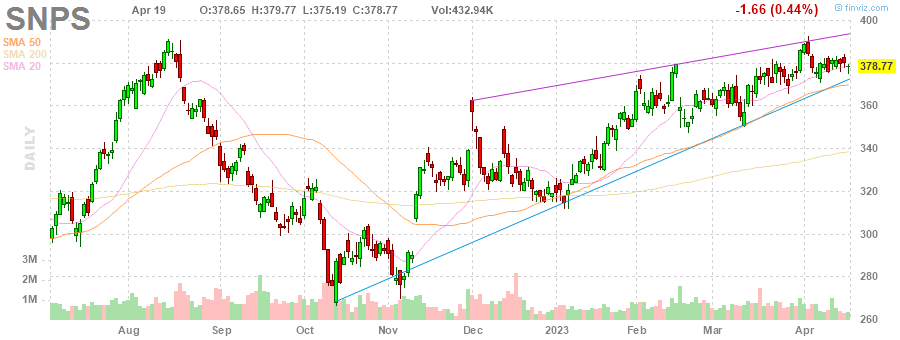 SNPS
Apr 19 O:378.65 H:379.77 L:375.19 C:378.77 Vol:432.94K
-1.66 (0.44%)
© finviz.com
SMA 50
SMA 200
SMA 20
DAILY
400
378.77
360
340
320
300
280
260
3M
2M
1M
Aug Sep Oct Nov Dec 2023 Feb Mar Apr